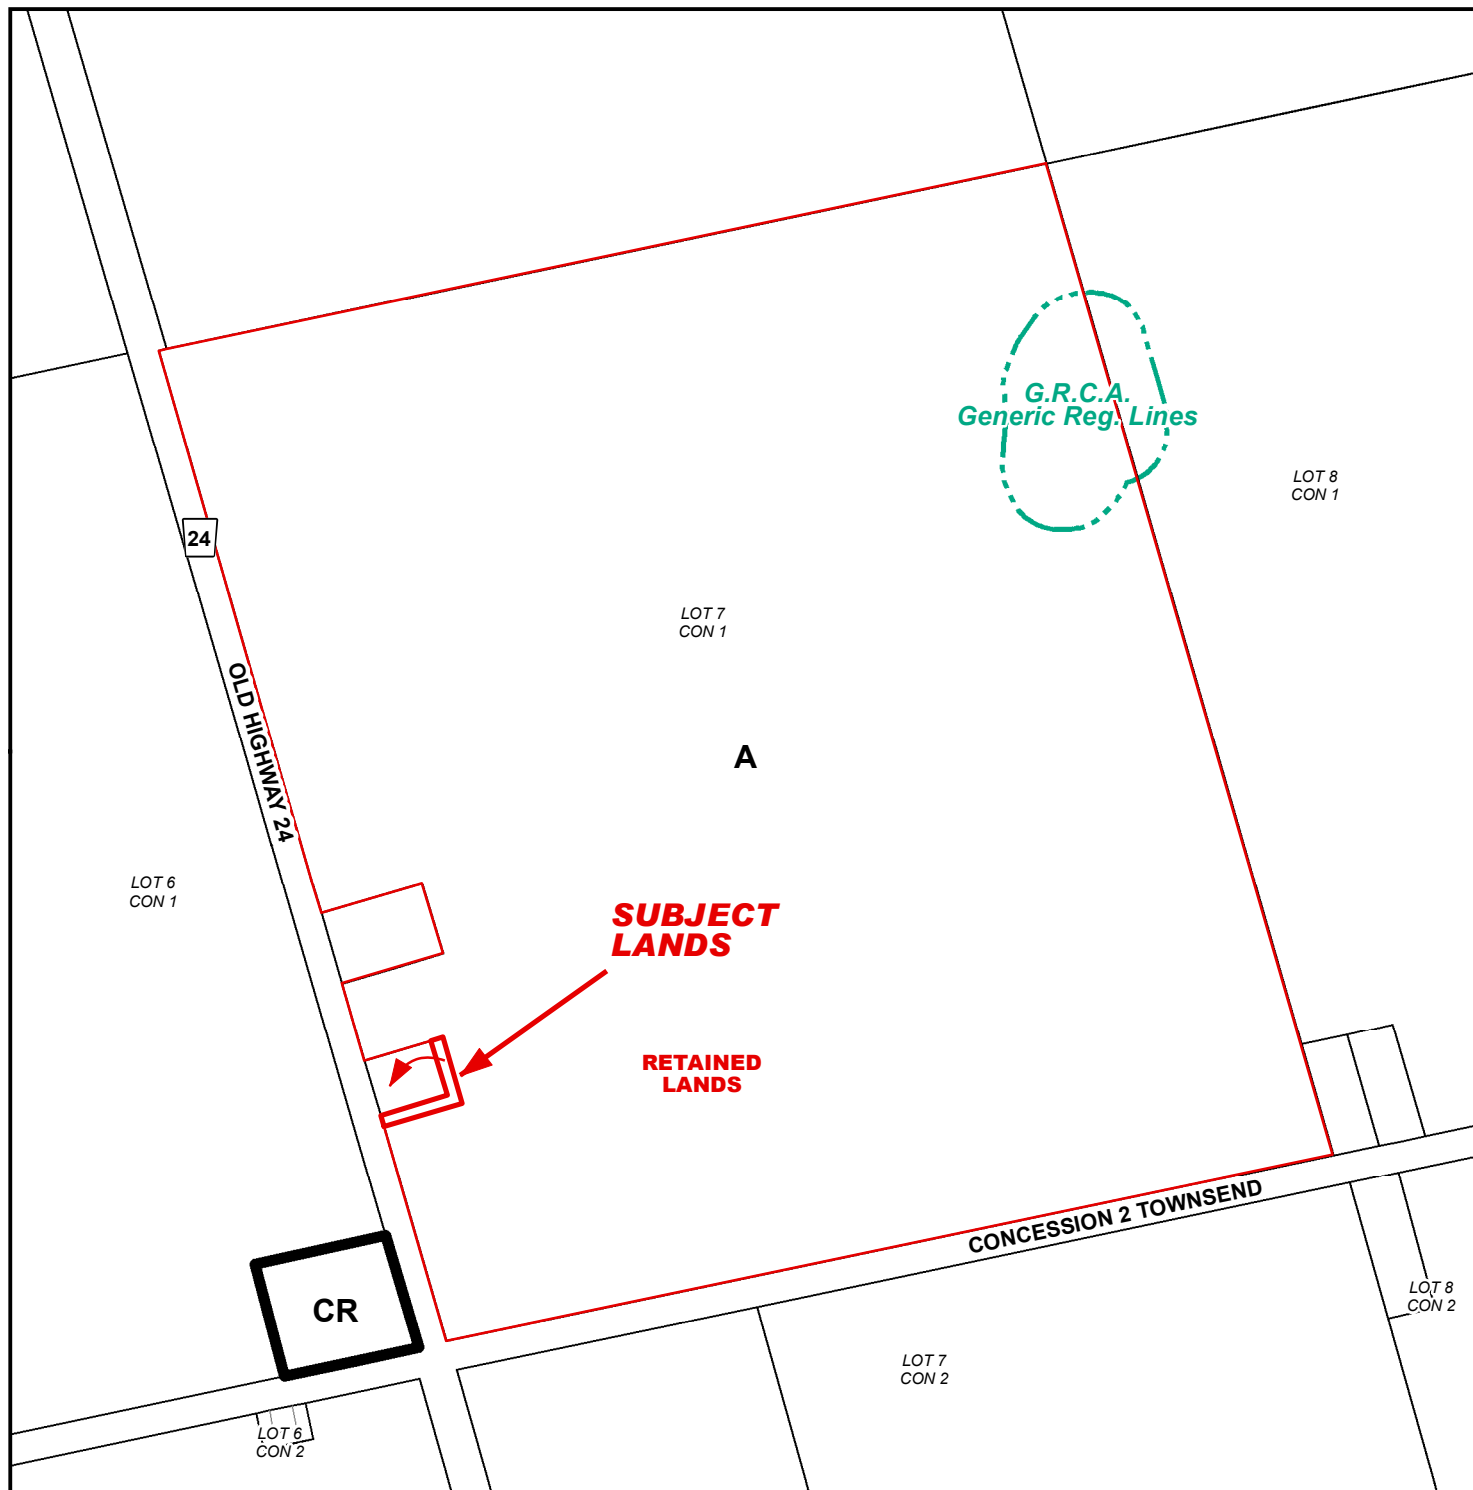 G.R.C.A.
Generic Reg. Lines
LOT 8
CON 1
24
LOT 7
CON 1
OLD HIGHWAY 24
A
LOT 6
CON 1
SUBJECT
LANDS
RETAINED
LANDS
CONCESSION 2 TOWNSEND
CR
LOT 8
CON 2
LOT 7
CON 2
LOT 6
CON 2